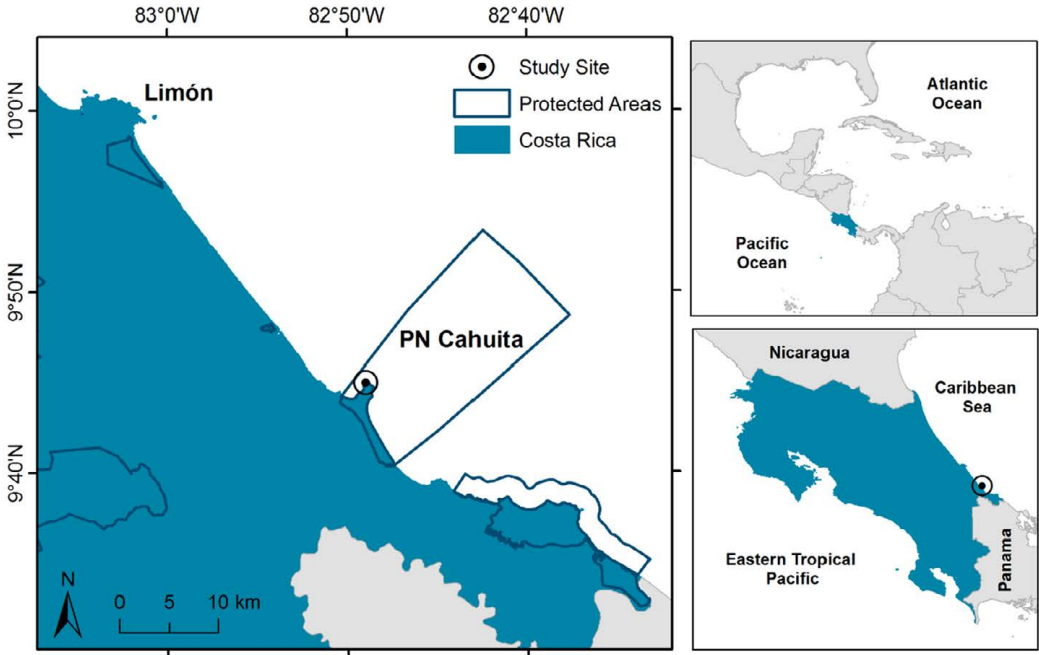 83°0'W
82°50'W
82°40'W
10°0'N
9°50'N
9°40'N
Limón
Study Site
Protected Areas
Costa Rica
PN Cahuita
N
0 5 10 km
Atlantic
Ocean
Pacific
Ocean
Nicaragua
Caribbean
Sea
Eastern Tropical
Pacific
Panama